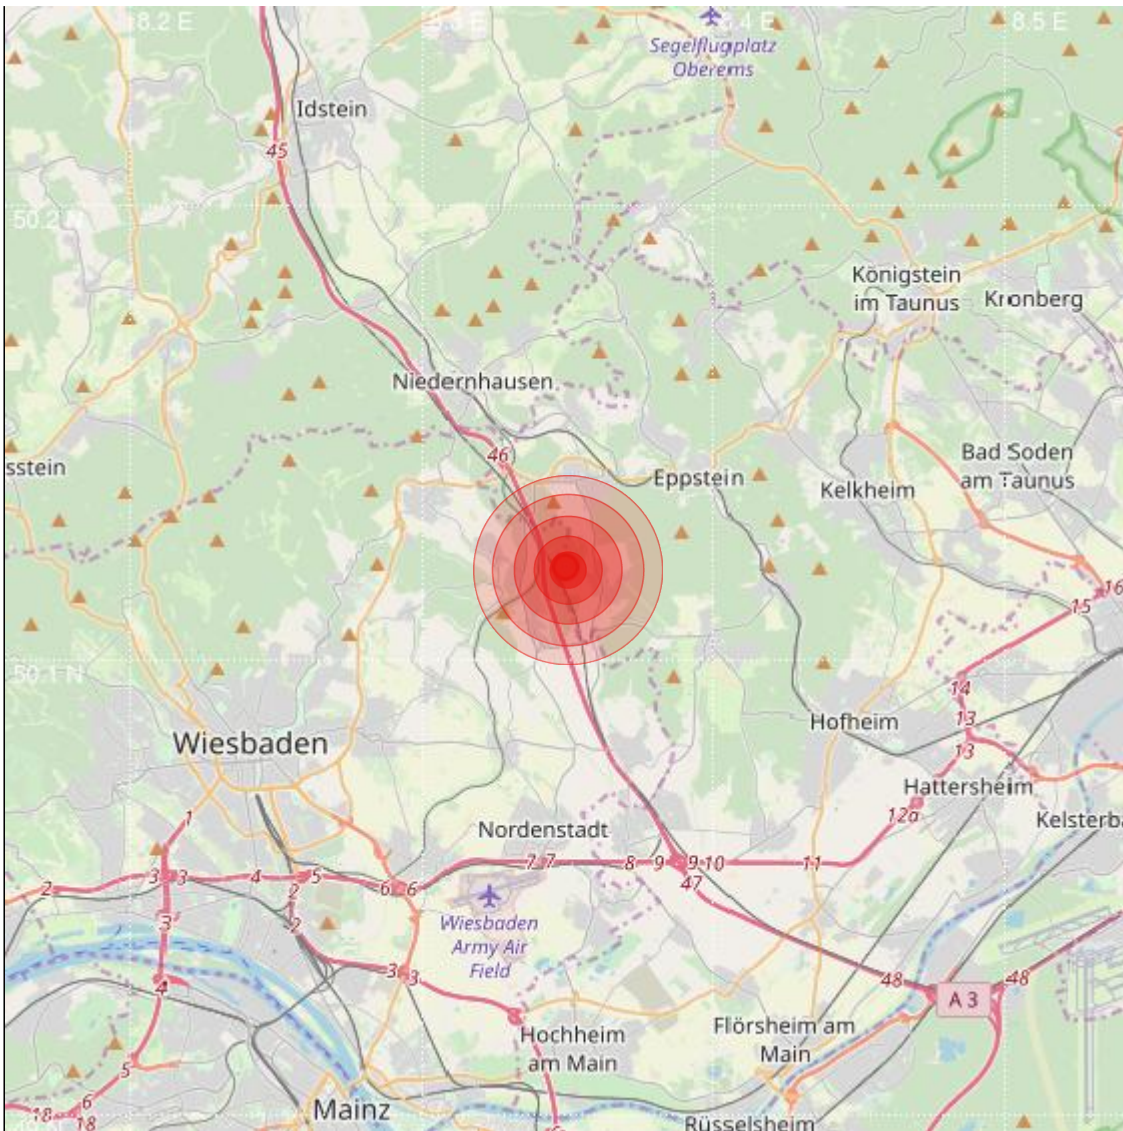 8.2 E
8.3 E
8.4 E
8.5 E
Segelflugplatz
Oberems
Idstein
45
50.2 N
Königstein
im Taunus
Kronberg
Niedernhausen
46
sstein
Eppstein
Bad Soden
am Taunus
Kelkheim
16
15
50.1 N
14
13
Hofheim
13
Wiesbaden
Hattersheim
12a
Kelsterba
1
Nordenstadt
7 7 8 9 9 10 11
2 3 3 4 5 6 6
47
2
Wiesbaden
Army Air
Field
3
2
3 3
4
48 A 3 48
Hochheim
am Main
Flörsheim am
Main
5
6
18
18
Mainz
Rüsselsheim